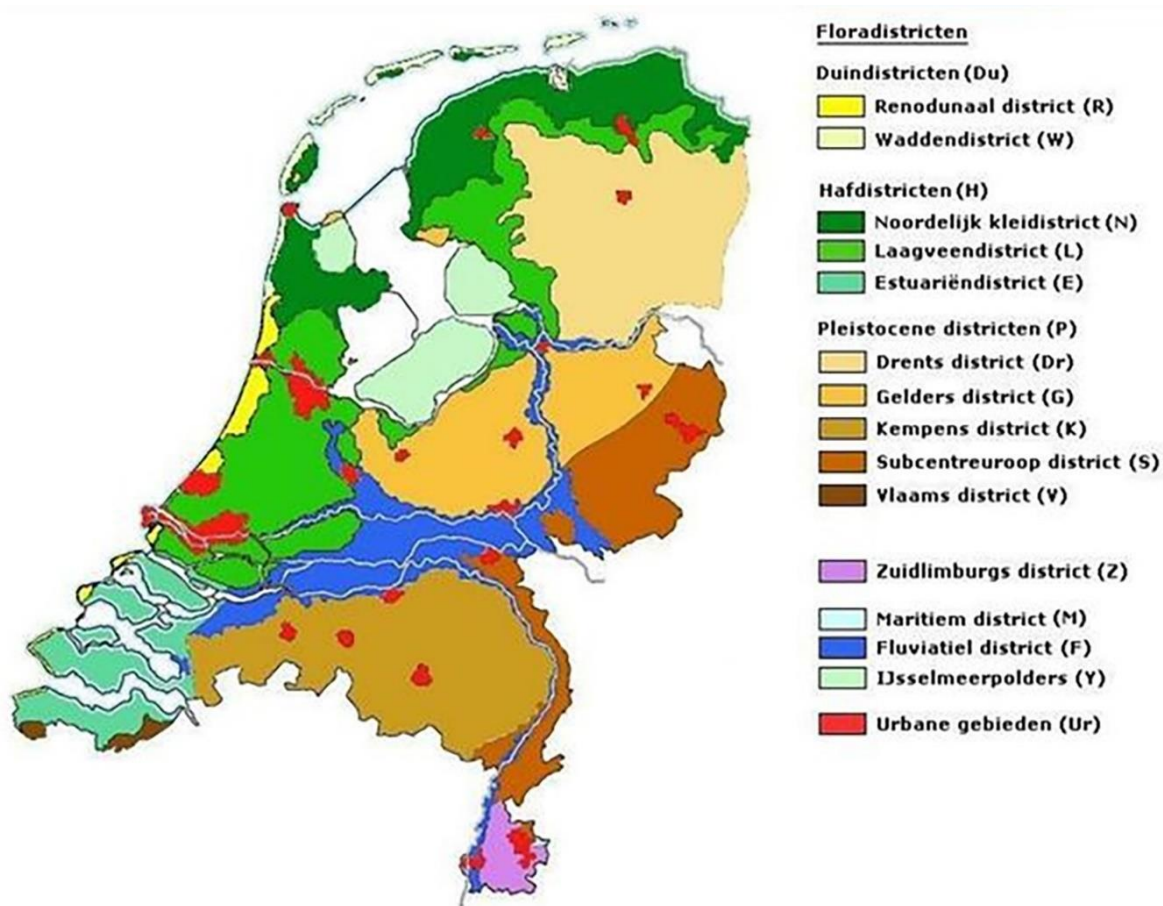 Floradistricten
Duindistricten (Du)
Renodunaal district (R)
Waddendistrict (W)
Hafdistricten (H)
Noordelijk kleidistrict (N)
Laagveendistrict (L)
Estuariëndistrict (E)
Pleistocene districten (P)
Drents district (Dr)
Gelders district (G)
Kempens district (K)
Subcentreuroop district (S)
Vlaams district (V)
Zuidlimburgs district (Z)
Maritiem district (M)
Fluviatiel district (F)
IJsselmeerpolders (Y)
Urbane gebieden (Ur)